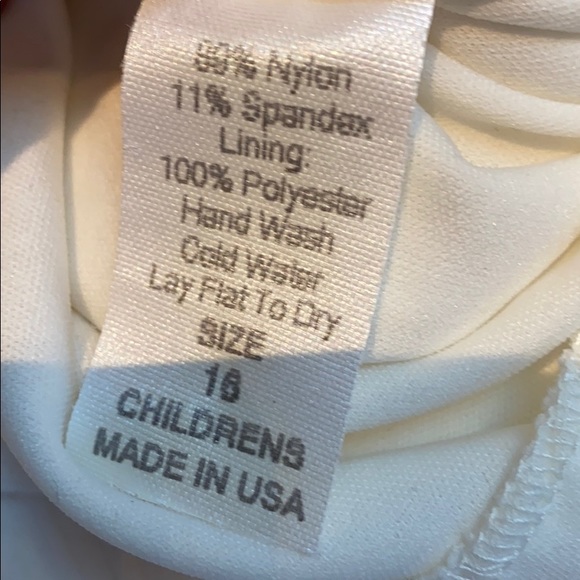 89% Nylon
11% Spandex
Lining:
100% Polyester
Hand Wash
Cold Water
Lay Flat To Dry
SIZE
16
CHILDRENS
MADE IN USA